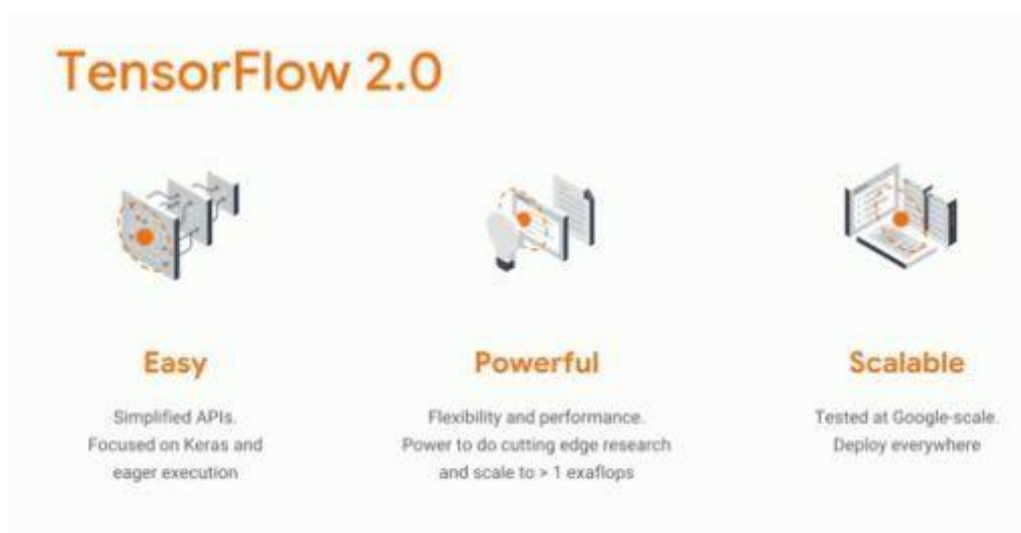 TensorFlow 2.0
Easy
Simplified APIs.
Focused on Keras and
eager execution
Powerful
Flexibility and performance.
Power to do cutting edge research
and scale to > 1 exaflops
Scalable
Tested at Google-scale.
Deploy everywhere